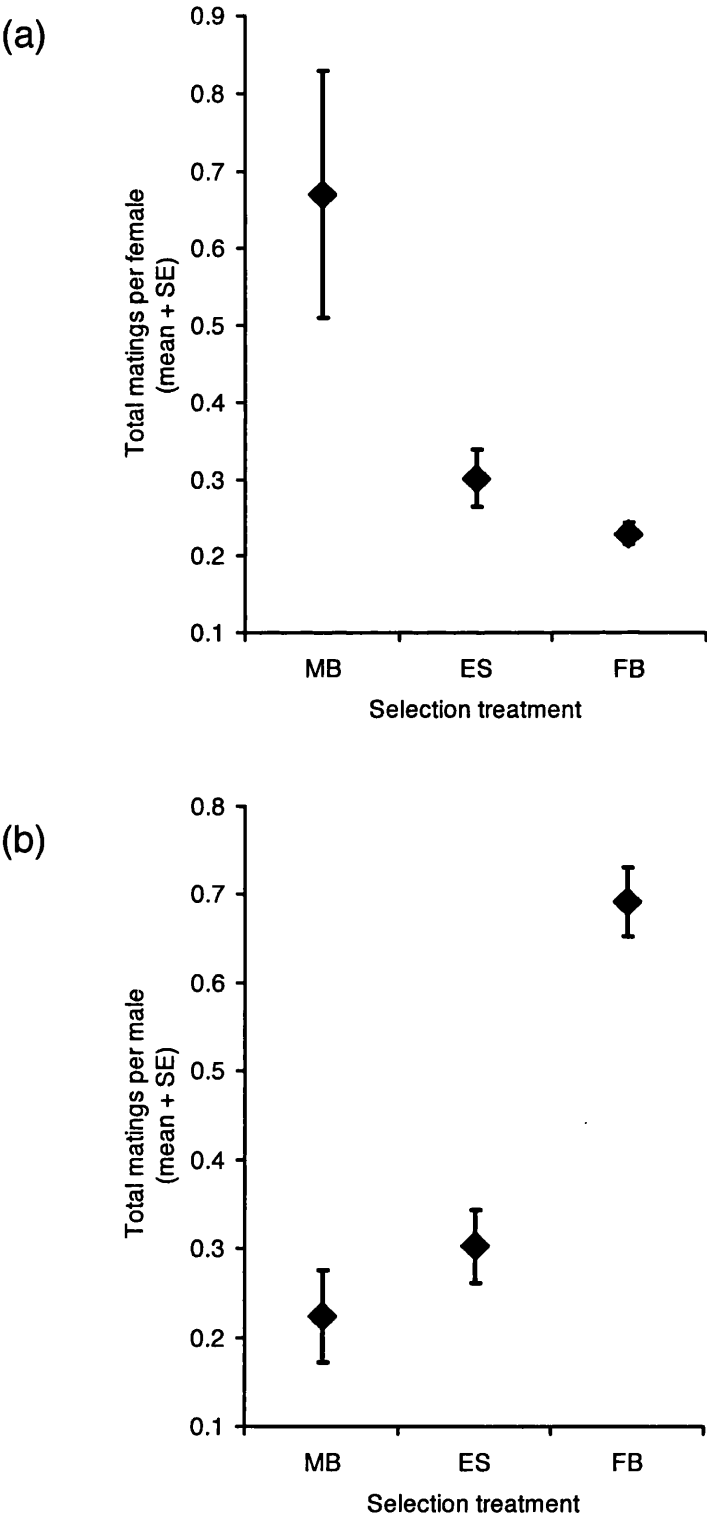 (a)
Total matings per female
(mean + SE)
0.9
0.8
0.7
0.6
0.5
0.4
0.3
0.2
0.1
MB ES FB
Selection treatment
(b)
Total matings per male
(mean + SE)
0.8
0.7
0.6
0.5
0.4
0.3
0.2
0.1
MB ES FB
Selection treatment